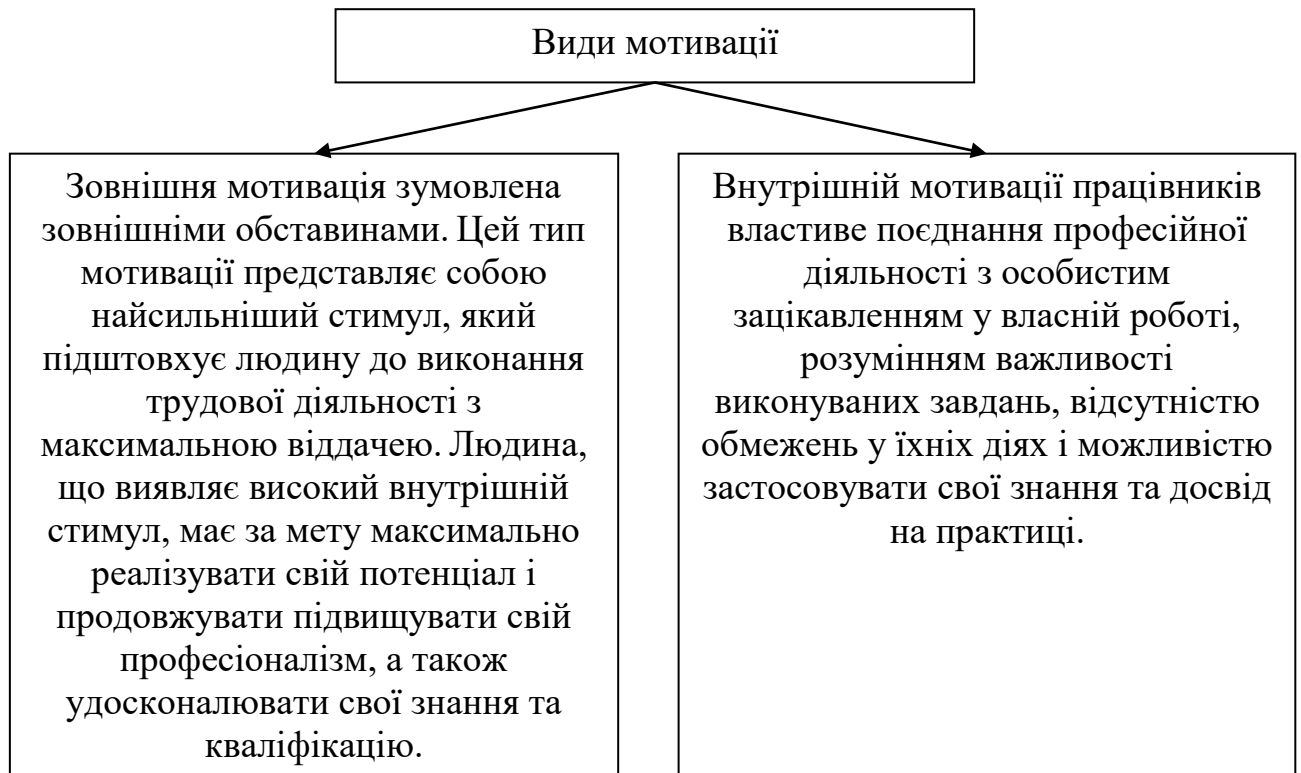 Види мотивації
Зовнішня мотивація зумовлена
зовнішніми обставинами. Цей тип
мотивації представляє собою
найсильніший стимул, який
підштовхує людину до виконання
трудової діяльності з
максимальною віддачею. Людина,
що виявляє високий внутрішній
стимул, має за мету максимально
реалізувати свій потенціал і
продовжувати підвищувати свій
професіоналізм, а також
удосконалювати свої знання та
кваліфікацію.
Внутрішній мотивації працівників
властиве поєднання професійної
діяльності з особистим
зацікавленням у власній роботі,
розумінням важливості
виконуваних завдань, відсутністю
обмежень у їхніх діях і можливістю
застосовувати свої знання та досвід
на практиці.